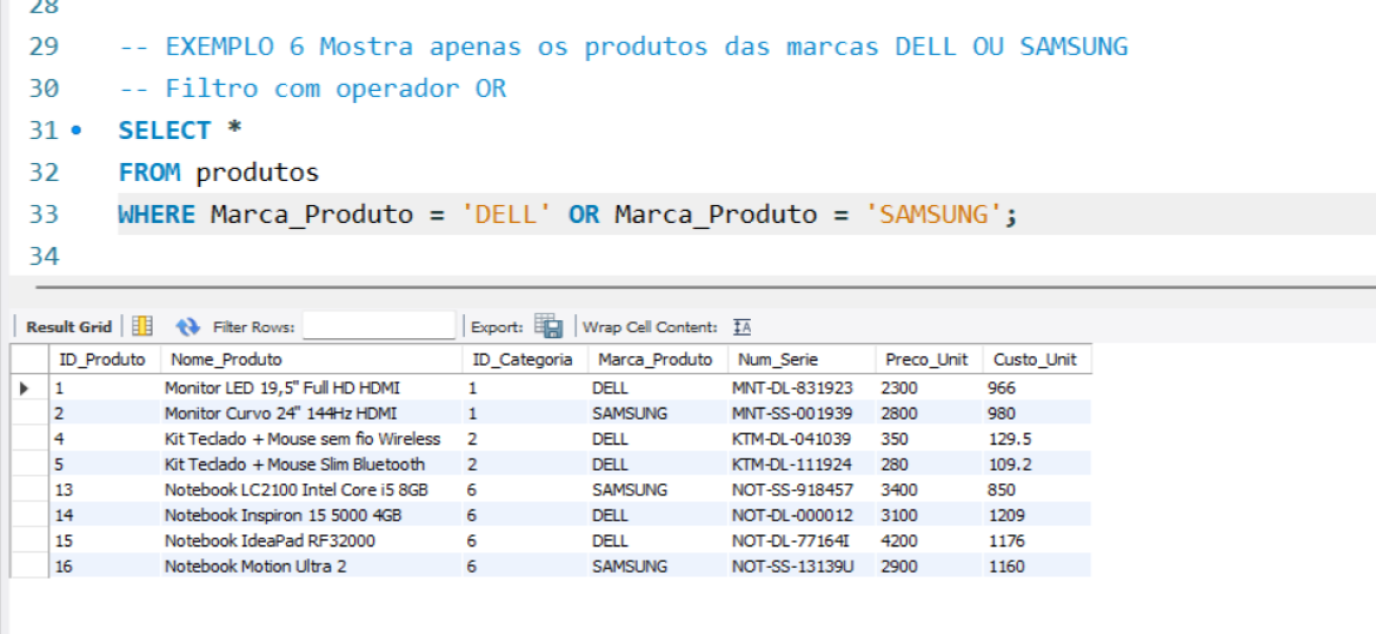 28
29 -- EXEMPLO 6 Mostra apenas os produtos das marcas DELL OU SAMSUNG
30 -- Filtro com operador OR
31 SELECT *
32 FROM produtos
33 WHERE Marca_Produto = 'DELL' OR Marca_Produto = 'SAMSUNG';
34
Result Grid Filter Rows: Export: Wrap Cell Content:
ID_Produto Nome_Produto ID_Categoria Marca_Produto Num_Serie Preco_Unit Custo_Unit
1 Monitor LED 19,5" Full HD HDMI 1 DELL MNT-DL-831923 2300 966
2 Monitor Curvo 24" 144Hz HDMI 1 SAMSUNG MNT-SS-001939 2800 980
4 Kit Teclado + Mouse sem fio Wireless 2 DELL KTM-DL-041039 350 129.5
5 Kit Teclado + Mouse Slim Bluetooth 2 DELL KTM-DL-111924 280 109.2
13 Notebook LC2100 Intel Core i5 8GB 6 SAMSUNG NOT-SS-918457 3400 850
14 Notebook Inspiron 15 5000 4GB 6 DELL NOT-DL-000012 3100 1209
15 Notebook IdeaPad RF32000 6 DELL NOT-DL-77164I 4200 1176
16 Notebook Motion Ultra 2 6 SAMSUNG NOT-SS-13139U 2900 1160